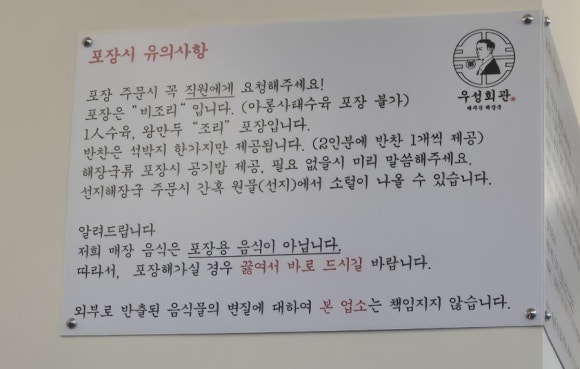 포장시 유의사항
우섭회관
해장국 해장술
포장 주문시 꼭 직원에게 요청해주세요!
포장은 "비조리"입니다. (아롱사태수육 포장 불가)
1인수육, 왕만두 "조리" 포장입니다.
반찬은 석박지 한가지만 제공됩니다. (2인분에 반찬 1개씩 제공)
해장국류 포장시 공기밥 제공, 필요 없을시 미리 말씀해주세요.
선지해장국 주문시 간혹 원물(선지)에서 소털이 나올 수 있습니다.
알려드립니다
저희 매장 음식은 포장용 음식이 아닙니다.
따라서, 포장해가실 경우 끓여서 바로 드시길 바랍니다.
외부로 반출된 음식물의 변질에 대하여 본 업소는 책임지지 않습니다.